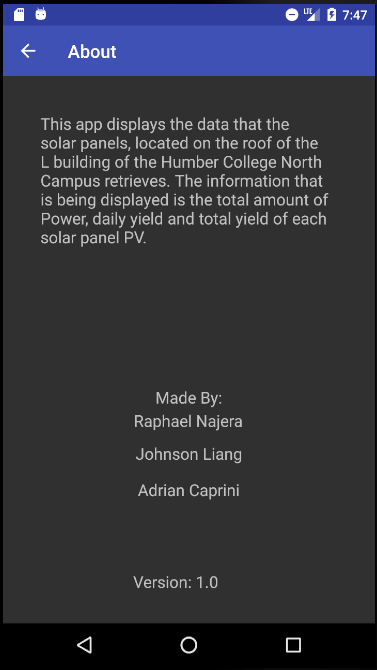 LTE 7:47
About
This app displays the data that the
solar panels, located on the roof of the
L building of the Humber College North
Campus retrieves. The information that
is being displayed is the total amount of
Power, daily yield and total yield of each
solar panel PV.
Made By:
Raphael Najera
Johnson Liang
Adrian Caprini
Version: 1.0